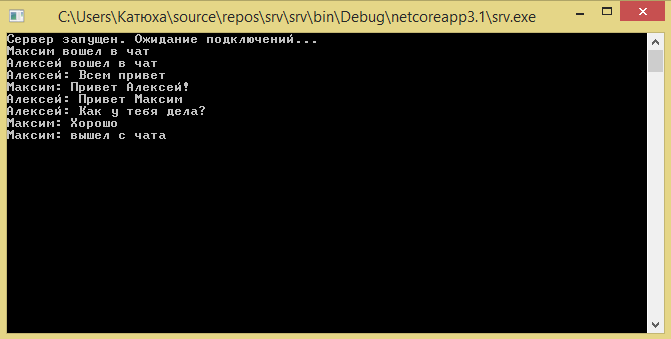 C:\Users\Катюха\source\repos\srv\srv\bin\Debug\netcoreapp3.1\srv.exe
Сервер запущен. Ожидание подключений...
Максим вошел в чат
Алексей вошел в чат
Алексей: Всем привет
Максим: Привет Алексей!
Алексей: Привет Максим
Алексей: Как у тебя дела?
Максим: Хорошо
Максим: вышел с чата